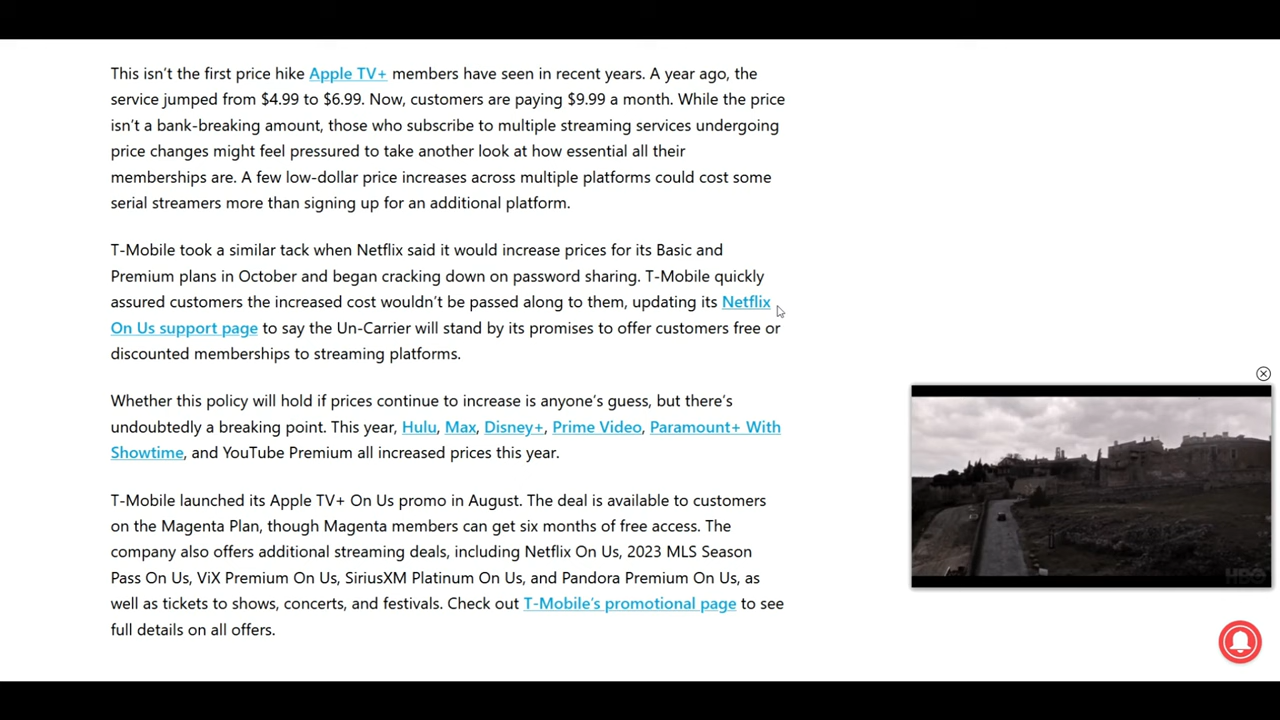 This isn't the first price hike Apple TV+ members have seen in recent years. A year ago, the
service jumped from $4.99 to $6.99. Now, customers are paying $9.99 a month. While the price
isn't a bank-breaking amount, those who subscribe to multiple streaming services undergoing
price changes might feel pressured to take another look at how essential all their
memberships are. A few low-dollar price increases across multiple platforms could cost some
serial streamers more than signing up for an additional platform.
T-Mobile took a similar tack when Netflix said it would increase prices for its Basic and
Premium plans in October and began cracking down on password sharing. T-Mobile quickly
assured customers the increased cost wouldn't be passed along to them, updating its Netflix
On Us support page to say the Un-Carrier will stand by its promises to offer customers free or
discounted memberships to streaming platforms.
Whether this policy will hold if prices continue to increase is anyone's guess, but there's
undoubtedly a breaking point. This year, Hulu, Max, Disney+, Prime Video, Paramount+ With
Showtime, and YouTube Premium all increased prices this year.
T-Mobile launched its Apple TV+ On Us promo in August. The deal is available to customers
on the Magenta Plan, though Magenta members can get six months of free access. The
company also offers additional streaming deals, including Netflix On Us, 2023 MLS Season
Pass On Us, ViX Premium On Us, SiriusXM Platinum On Us, and Pandora Premium On Us, as
well as tickets to shows, concerts, and festivals. Check out T-Mobile's promotional page to see
full details on all offers.
HBO